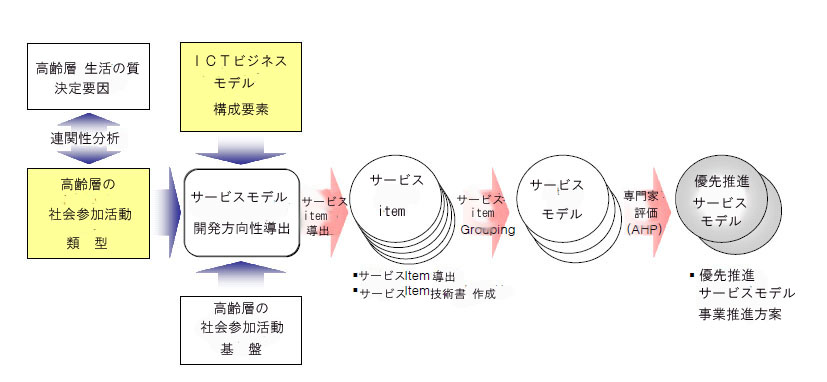 高齢層 生活の質
決定要因
連関性分析
高齢層の
社会参加活動
類 型
ICTビジネス
モデル
構成要素
サービスモデル
開発方向性導出
高齢層の
社会参加活動
基 盤
サービス
item
導出
サービス
item
▪サービスItem 導出
▪サービスItem技術書 作成
サービス
item
Grouping
サービス
モデル
専門家
評価
(AHP)
優先推進
サービス
モデル
▪ 優先推進
サービスモデル
事業推進方案